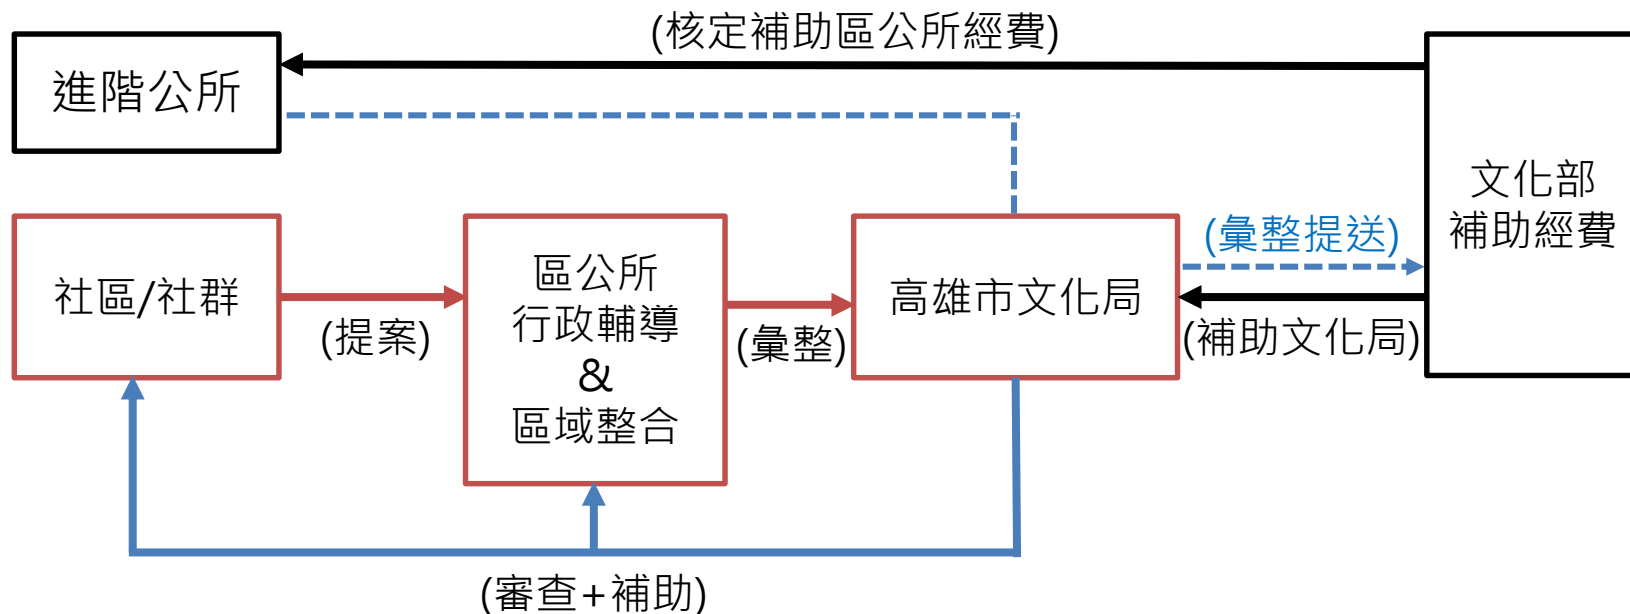 (核定補助區公所經費)
進階公所
文化部
補助經費
(彙整提送)
社區/社群
(提案)
區公所
行政輔導
&
區域整合
(彙整)
高雄市文化局
(補助文化局)
(審查+補助)